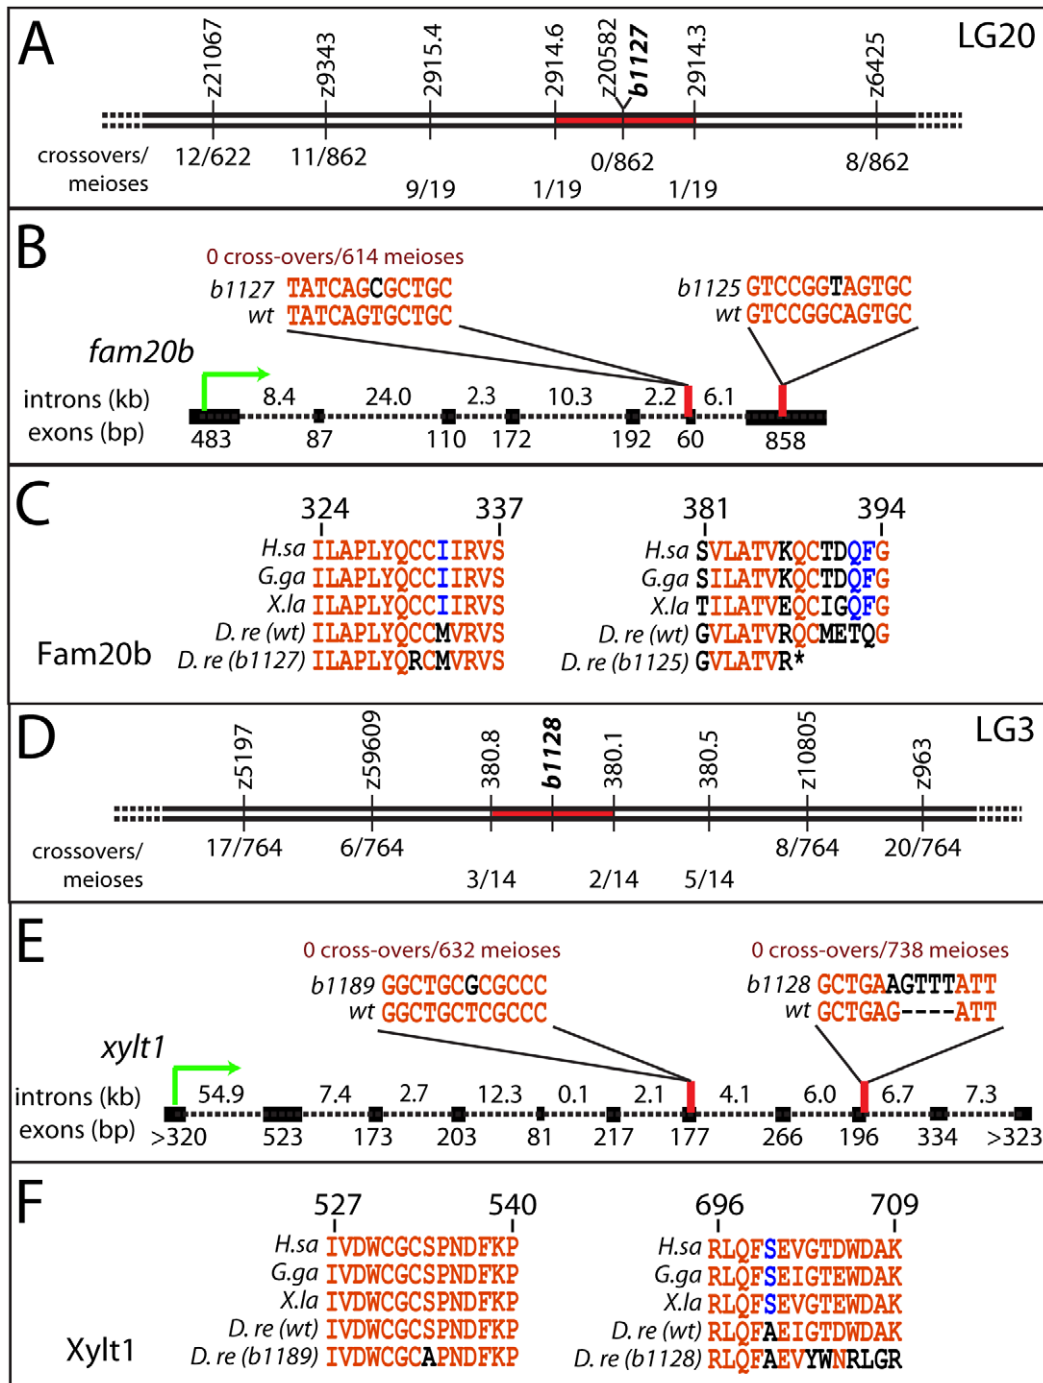 A
LG20
z21067 z9343 2915.4 2914.6 z20582 b1127 2914.3 z6425
crossovers/
meioses
12/622 11/862 0/862 8/862
9/19 1/19 1/19
B
0 cross-overs/614 meioses
b1127 TATCAGCGCTGC
wt TATCAGTGCTGC
b1125 GTCCGGTAGTGC
wt GTCCGGCAGTGC
fam20b
introns (kb) 8.4 24.0 2.3 10.3 2.2 6.1
exons (bp) 483 87 110 172 192 60 858
C
324 337
H.sa ILAPLYQCCIIRVS
G.ga ILAPLYQCCIIRVS
X.la ILAPLYQCCIIRVS
D. re (wt) ILAPLYQCCMVRVS
D. re (b1127) ILAPLYQRCMVRVS
Fam20b
381 394
H.sa SVLATVKQCTDQFG
G.ga SILATVKQCTDQFG
X.la TILATVEQCIGQFG
D. re (wt) GVLATVRQCMETQG
D. re (b1125) GVLATVR*
D
LG3
z5197 z59609 380.8 b1128 380.1 380.5 z10805 z963
crossovers/
meioses
17/764 6/764 8/764 20/764
3/14 2/14 5/14
E
0 cross-overs/632 meioses
b1189 GGCTGCGCGCCC
wt GGCTGCTCGCCC
0 cross-overs/738 meioses
b1128 GCTGAAGTTTATT
wt GCTGAG----ATT
xylt1
introns (kb) 54.9 7.4 2.7 12.3 0.1 2.1 4.1 6.0 6.7 7.3
exons (bp) >320 523 173 203 81 217 177 266 196 334 >323
F
527 540
H.sa IVDWCGCSPNDFKP
G.ga IVDWCGCSPNDFKP
X.la IVDWCGCSPNDFKP
D. re (wt) IVDWCGCSPNDFKP
D. re (b1189) IVDWCGCAPNDFKP
Xylt1
696 709
H.sa RLQFSEVGTDWDAK
G.ga RLQFSEIGTEWDAK
X.la RLQFSEVGTEWDAK
D. re (wt) RLQFAEIGTDWDAK
D. re (b1128) RLQFAEVYWNRLGR